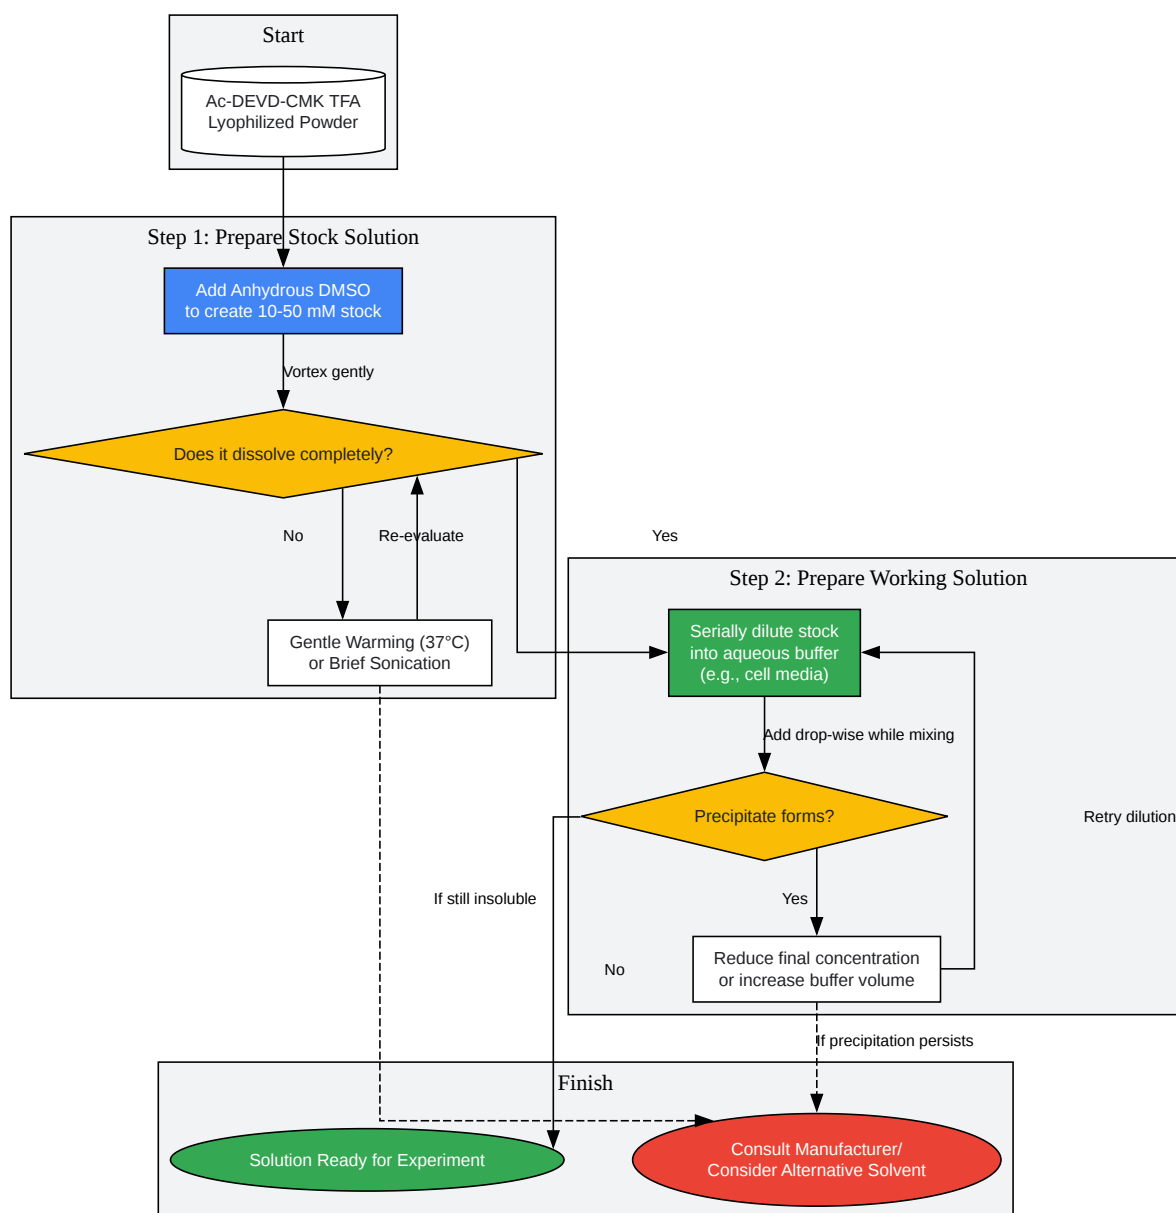 Start
Ac-DEVD-CMK TFA
Lyophilized Powder
Step 1: Prepare Stock Solution
Add Anhydrous DMSO
to create 10-50 mM stock
Vortex gently
Does it dissolve completely?
No
Re-evaluate
Yes
Gentle Warming (37°C)
or Brief Sonication
Step 2: Prepare Working Solution
Serially dilute stock
into aqueous buffer
(e.g., cell media)
Add drop-wise while mixing
Precipitate forms?
Retry dilution
If still insoluble
Yes
No
Reduce final concentration
or increase buffer volume
If precipitation persists
Finish
Solution Ready for Experiment
Consult Manufacturer/
Consider Alternative Solvent